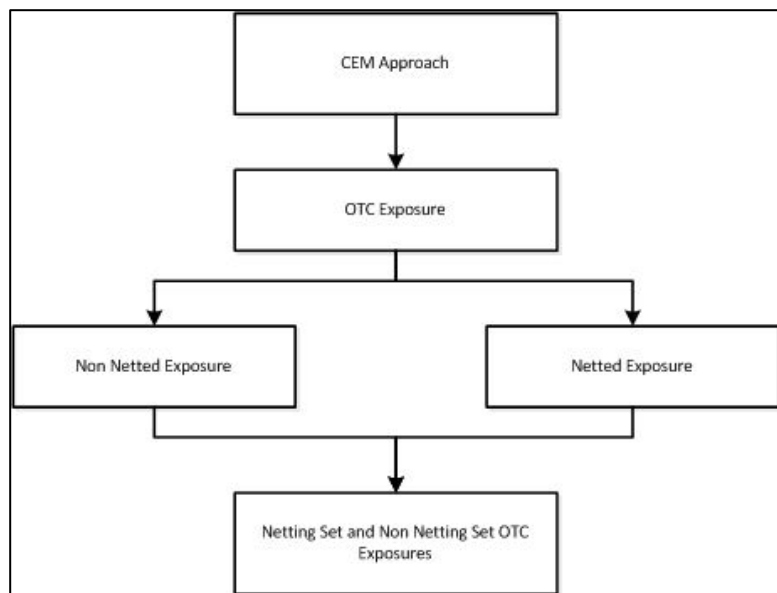 CEM Approach
OTC Exposure
Non Netted Exposure
Netted Exposure
Netting Set and Non Netting Set OTC
Exposures